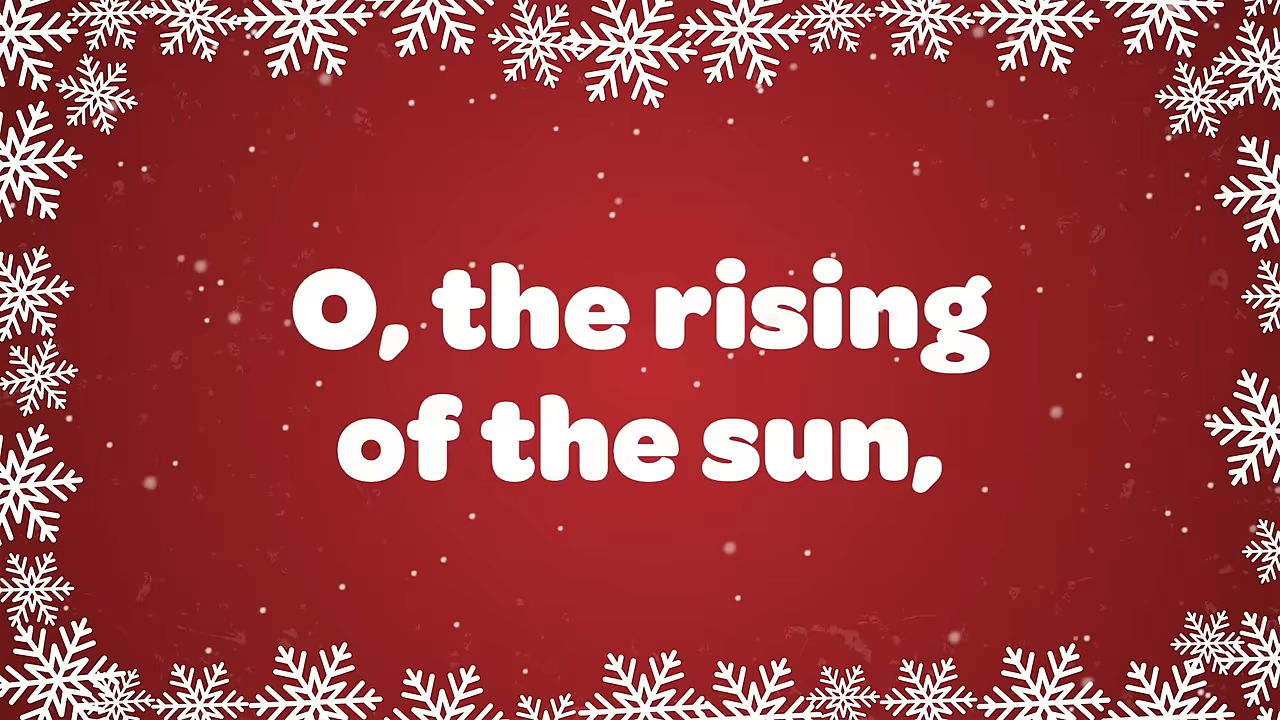 O, the rising
of the sun,